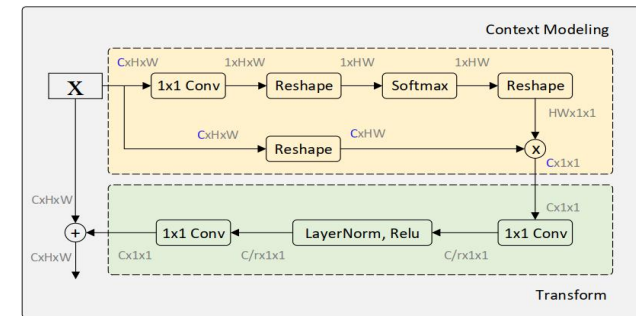 Context Modeling
CxHxW 1xHxW 1xHW 1xHW
X 1x1 Conv Reshape Softmax Reshape
HWx1x1
CxHxW CxHW
Reshape x
Cx1x1
CxHxW Cx1x1
+ 1x1 Conv LayerNorm, Relu 1x1 Conv
CxHxW Cx1x1 C/rx1x1 C/rx1x1
Transform